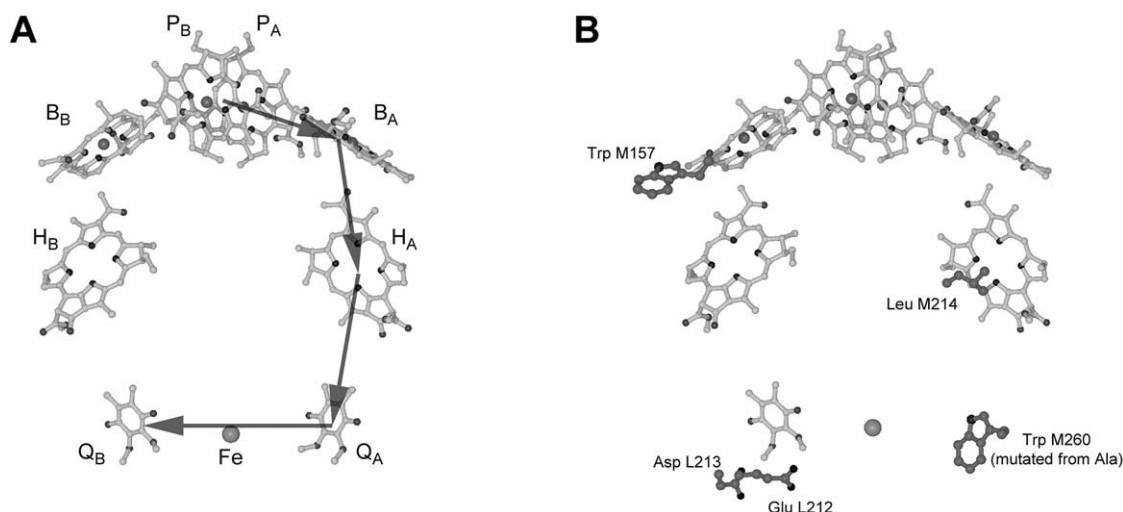 A
P_B P_A
B_B
B_A
H_B
H_A
Q_B
Fe
Q_A
B
Trp M157
Leu M214
Asp L213
Glu L212
Trp M260
(mutated from Ala)